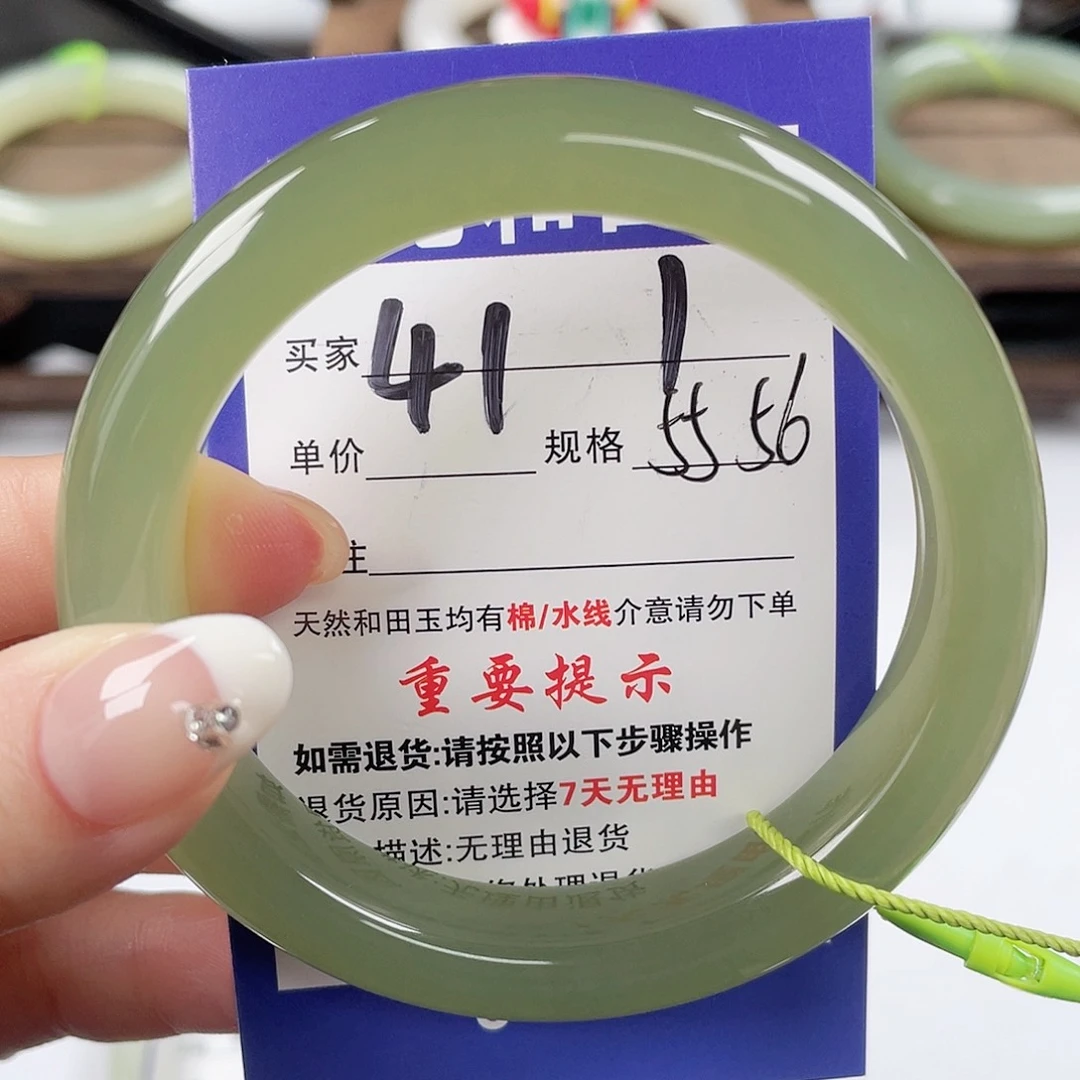 买家 41 1
单价 规格 55 56
注
天然和田玉均有棉/水线介意请勿下单
重要提示
如需退货:请按照以下步骤操作
退货原因:请选择7天无理由
描述:无理由退货